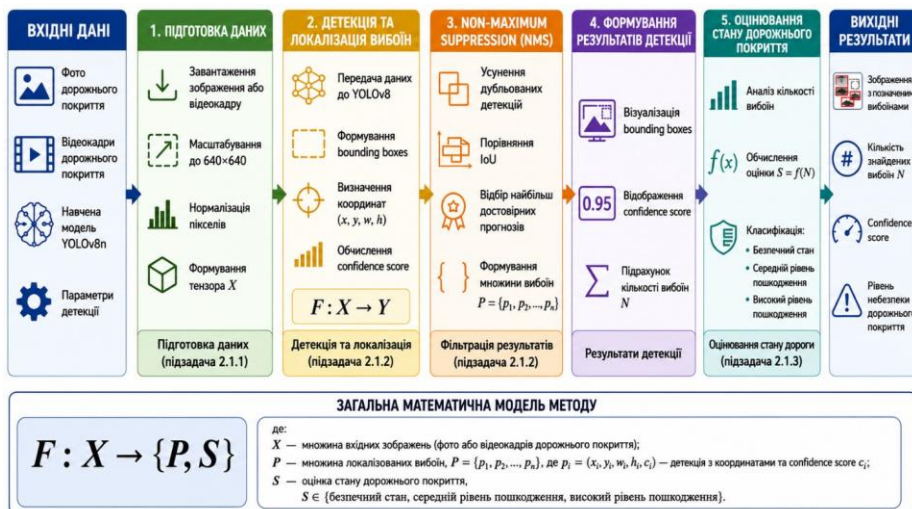 ВХІДНІ ДАНІ
Фото
дорожнього
покриття
Відеокадри
дорожнього
покриття
Навчена
модель
YOLOv8n
Параметри
детекції
1. ПІДГОТОВКА ДАНИХ
Завантаження
зображення або
відеокадру
Масштабування
до 640×640
Нормалізація
пікселів
Формування
тензора X
Підготовка даних
(підзадача 2.1.1)
2. ДЕТЕКЦІЯ ТА
ЛОКАЛІЗАЦІЯ ВИБОЇН
Передача даних
до YOLOv8
Формування
bounding boxes
Визначення
координат
(x, y, w, h)
Обчислення
confidence score
F : X → Y
Детекція та локалізація
(підзадача 2.1.2)
3. NON-MAXIMUM
SUPPRESSION (NMS)
Усунення
дубльованих
детекцій
Порівняння
IoU
Відбір найбільш
достовірних
прогнозів
{ }
Формування
множини вибоїн
P = {p₁, p₂, ..., pₙ}
Фільтрація результатів
(підзадача 2.1.2)
4. ФОРМУВАННЯ
РЕЗУЛЬТАТІВ ДЕТЕКЦІЇ
Візуалізація
bounding boxes
0.95
Відображення
confidence score
Σ
Підрахунок
кількості вибоїн
N
Результати детекції
5. ОЦІНЮВАННЯ
СТАНУ ДОРОЖНЬОГО
ПОКРИТТЯ
Аналіз кількості
вибоїн
f(x)
Обчислення
оцінки S = f(N)
Класифікація:
• Безпечний стан
• Середній рівень
пошкодження
• Високий рівень
пошкодження
Оцінювання стану дороги
(підзадача 2.1.3)
ВИХІДНІ
РЕЗУЛЬТАТИ
Зображення
з позначеними
вибоїнами
#
Кількість
знайдених
вибоїн N
Confidence
score
Рівень
небезпеки
дорожнього
покриття
ЗАГАЛЬНА МАТЕМАТИЧНА МОДЕЛЬ МЕТОДУ
F : X → {P, S}
де:
X — множина вхідних зображень (фото або відеокадрів дорожнього покриття);
P — множина локалізованих вибоїн, P = {p₁, p₂, ..., pₙ}, де pᵢ = (xᵢ, yᵢ, wᵢ, hᵢ, cᵢ) — детекція з координатами та confidence score cᵢ;
S — оцінка стану дорожнього покриття,
S ∈ {безпечний стан, середній рівень пошкодження, високий рівень пошкодження}.